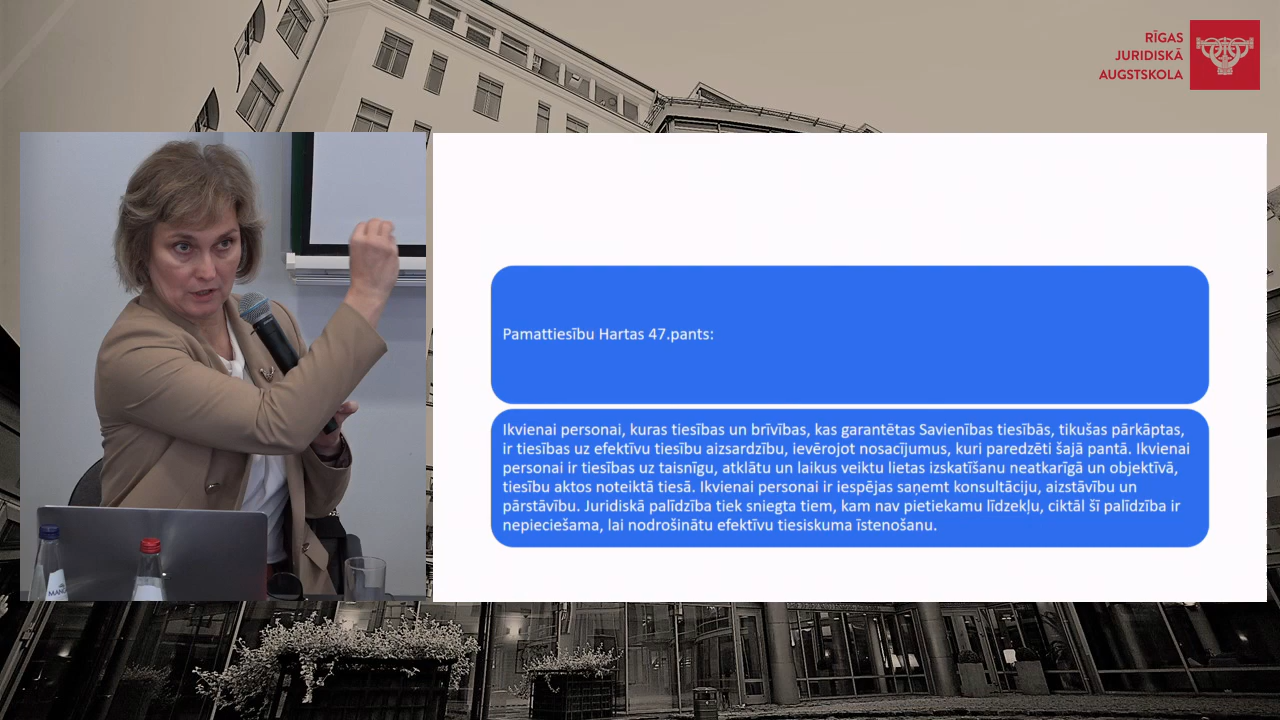 RĪGAS
JURIDISKĀ
AUGSTSKOLA
Pamattiesību Hartas 47.pants:
Ikvienai personai, kuras tiesības un brīvības, kas garantētas Savienības tiesībās, tikušas pārkāptas,
ir tiesības uz efektīvu tiesību aizsardzību, ievērojot nosacījumus, kuri paredzēti šajā pantā. Ikvienai
personai ir tiesības uz taisnīgu, atklātu un laikus veiktu lietas izskatīšanu neatkarīgā un objektīvā,
tiesību aktos noteiktā tiesā. Ikvienai personai ir iespējas saņemt konsultāciju, aizstāvību un
pārstāvību. Juridiskā palīdzība tiek sniegta tiem, kam nav pietiekamu līdzekļu, ciktāl šī palīdzība ir
nepieciešama, lai nodrošinātu efektīvu tiesiskuma īstenošanu.